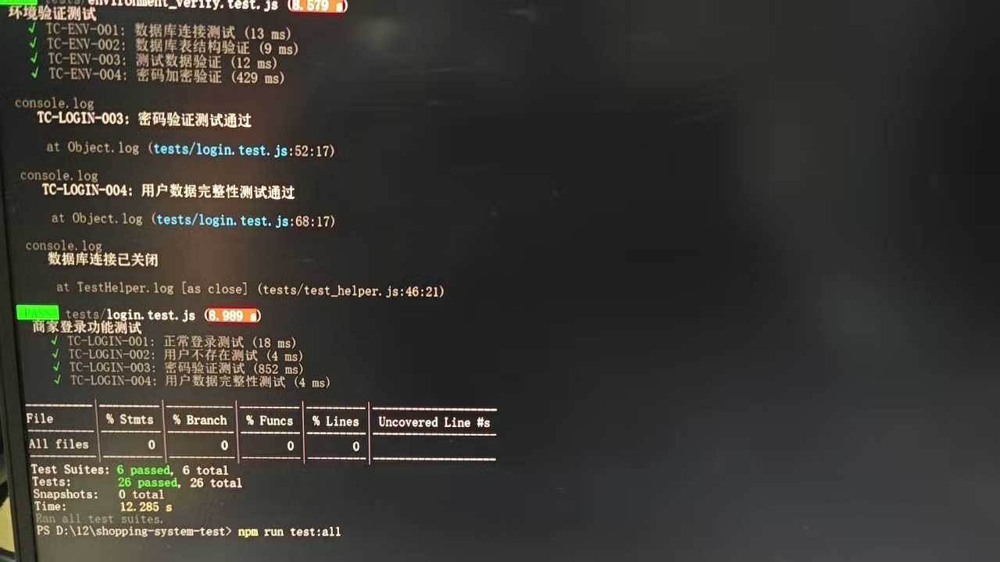 tests/environment_verify.test.js (8.579 s)
环境验证测试
√ TC-ENV-001: 数据库连接测试 (13 ms)
√ TC-ENV-002: 数据库表结构验证 (9 ms)
√ TC-ENV-003: 测试数据验证 (12 ms)
√ TC-ENV-004: 密码加密验证 (429 ms)
console.log
TC-LOGIN-003: 密码验证测试通过
at Object.log (tests/login.test.js:52:17)
console.log
TC-LOGIN-004: 用户数据完整性测试通过
at Object.log (tests/login.test.js:68:17)
console.log
数据库连接已关闭
at TestHelper.log [as close] (tests/test_helper.js:46:21)
PASS tests/login.test.js (8.989 s)
商家登录功能测试
√ TC-LOGIN-001: 正常登录测试 (18 ms)
√ TC-LOGIN-002: 用户不存在测试 (4 ms)
√ TC-LOGIN-003: 密码验证测试 (852 ms)
√ TC-LOGIN-004: 用户数据完整性测试 (4 ms)
File | % Stmts | % Branch | % Funcs | % Lines | Uncovered Line #s
All files | 0 | 0 | 0 | 0 |
Test Suites: 6 passed, 6 total
Tests: 26 passed, 26 total
Snapshots: 0 total
Time: 12.285 s
Ran all test suites.
PS D:\12\shopping-system-test> npm run test:all